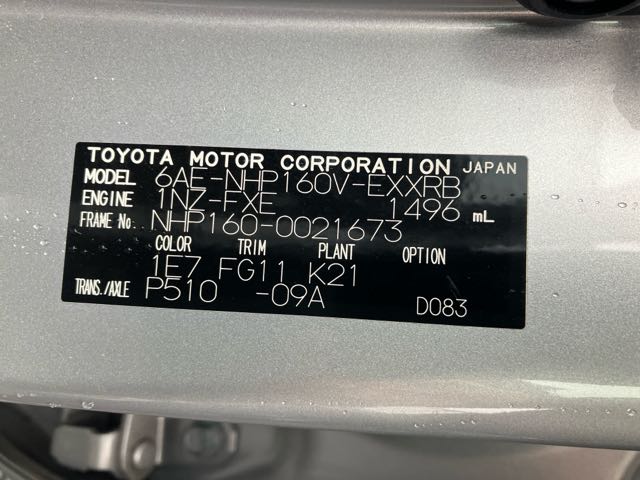 TOYOTA MOTOR CORPORATION JAPAN
MODEL 6AE-NHP160V-EXXRB
ENGINE 1NZ-FXE 1496 mL
FRAME No. NHP160-0021673
COLOR TRIM PLANT OPTION
1E7 FG11 K21
TRANS./AXLE P510 -09A D083